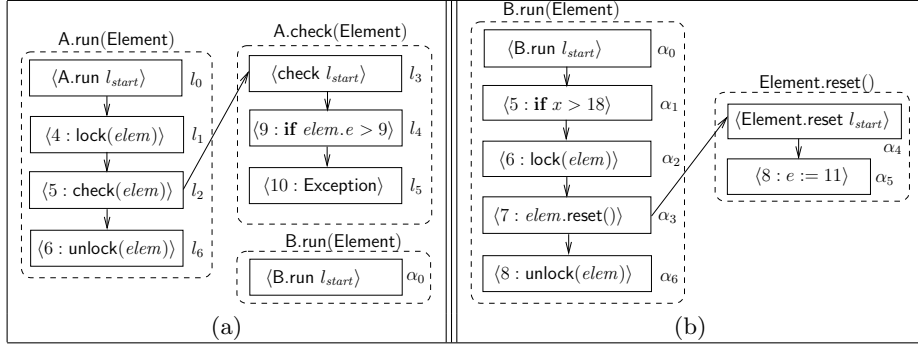 A.run(Element)
⟨A.run l_start⟩ l_0
⟨4 : lock(elem)⟩ l_1
⟨5 : check(elem)⟩ l_2
⟨6 : unlock(elem)⟩ l_6
A.check(Element)
⟨check l_start⟩ l_3
⟨9 : if elem.e > 9⟩ l_4
⟨10 : Exception⟩ l_5
B.run(Element)
⟨B.run l_start⟩ α_0
(a)
B.run(Element)
⟨B.run l_start⟩ α_0
⟨5 : if x > 18⟩ α_1
⟨6 : lock(elem)⟩ α_2
⟨7 : elem.reset()⟩ α_3
⟨8 : unlock(elem)⟩ α_6
Element.reset()
⟨Element.reset l_start⟩
α_4
⟨8 : e := 11⟩ α_5
(b)